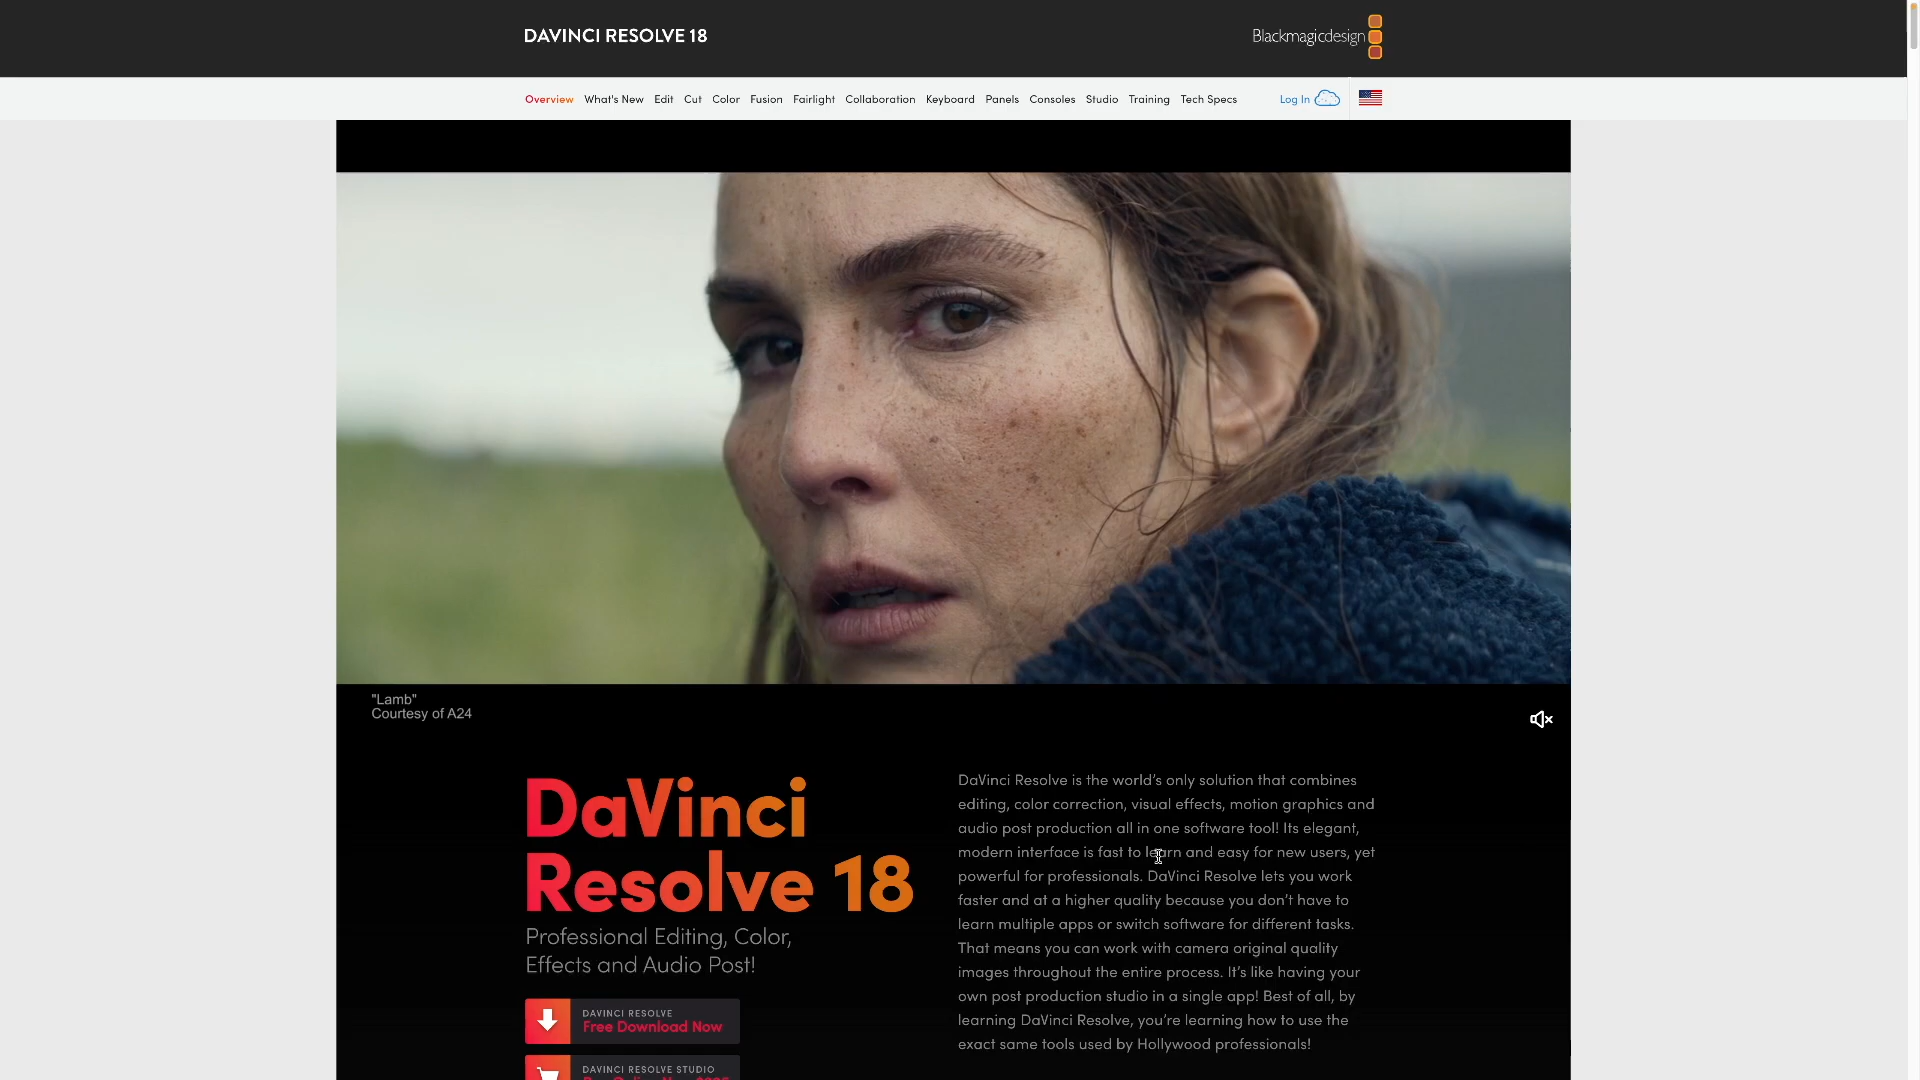 DAVINCI RESOLVE 18
Blackmagicdesign
Overview What's New Edit Cut Color Fusion Fairlight Collaboration Keyboard Panels Consoles Studio Training Tech Specs Log In
"Lamb"
Courtesy of A24
DaVinci
Resolve 18
Professional Editing, Color,
Effects and Audio Post!
DAVINCI RESOLVE
Free Download Now
DAVINCI RESOLVE STUDIO
DaVinci Resolve is the world's only solution that combines
editing, color correction, visual effects, motion graphics and
audio post production all in one software tool! Its elegant,
modern interface is fast to learn and easy for new users, yet
powerful for professionals. DaVinci Resolve lets you work
faster and at a higher quality because you don't have to
learn multiple apps or switch software for different tasks.
That means you can work with camera original quality
images throughout the entire process. It's like having your
own post production studio in a single app! Best of all, by
learning DaVinci Resolve, you're learning how to use the
exact same tools used by Hollywood professionals!